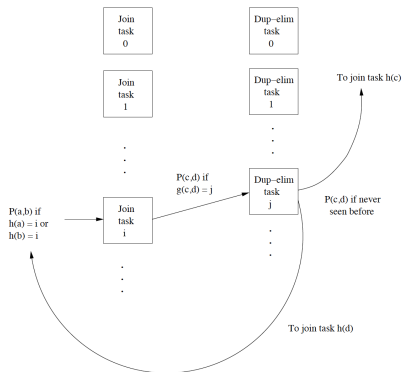 Join
task
0
Dup−elim
task
0
Join
task
1
Dup−elim
task
1
To join task h(c)
P(c,d) if
g(c,d) = j
Dup−elim
task
j
P(a,b) if
h(a) = i or
h(b) = i
Join
task
i
P(c,d) if never
seen before
To join task h(d)